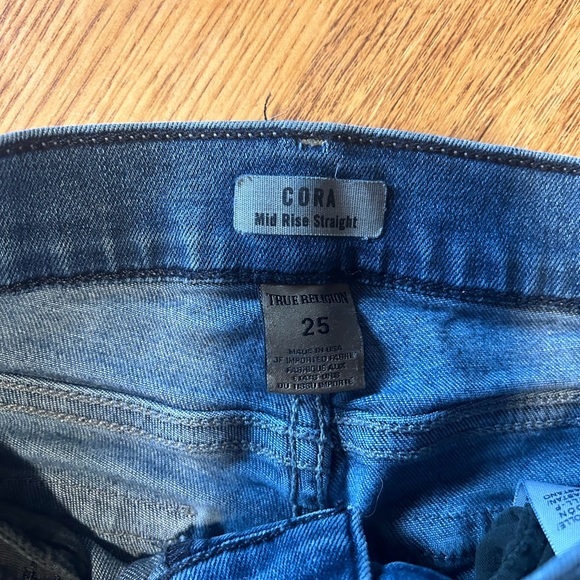 CORA
Mid Rise Straight
TRUE RELIGION
25
MADE IN USA
OF IMPORTED FABRIC
FABRIQUÉ AUX
ÉTATS-UNIS
DU TISSU IMPORTÉ